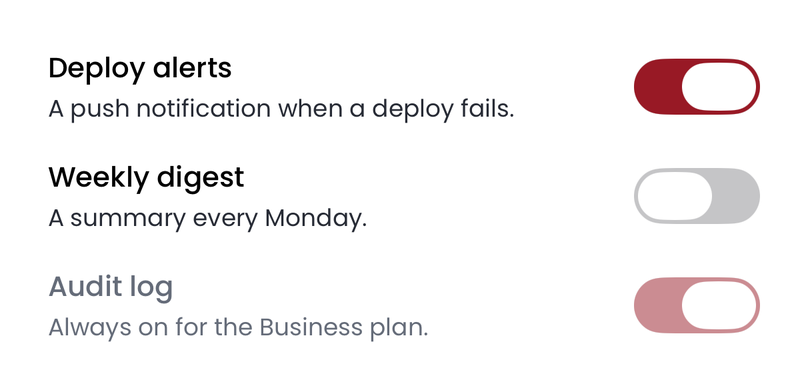 Deploy alerts
A push notification when a deploy fails.
Weekly digest
A summary every Monday.
Audit log
Always on for the Business plan.